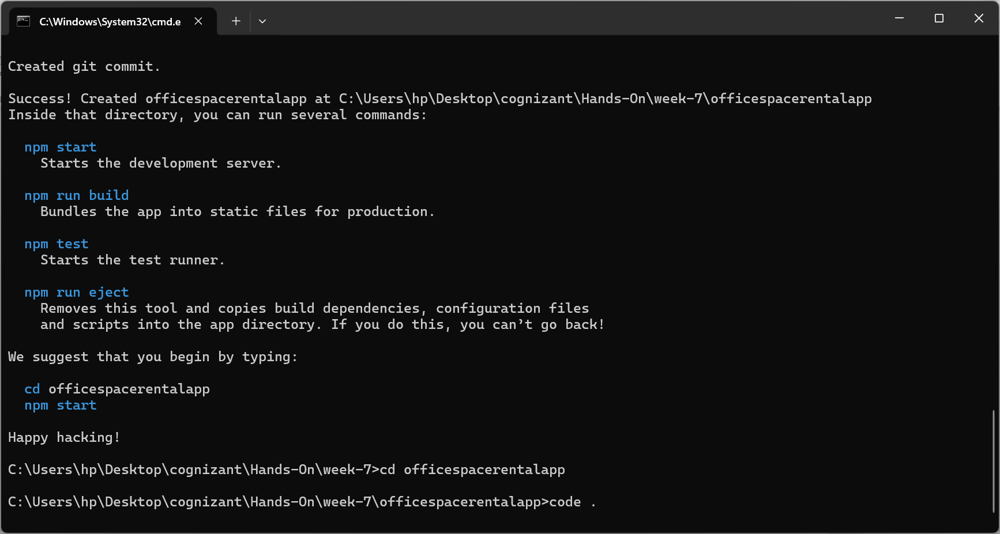 C:\Windows\System32\cmd.e
Created git commit.
Success! Created officespacerentalapp at C:\Users\hp\Desktop\cognizant\Hands-On\week-7\officespacerentalapp
Inside that directory, you can run several commands:
npm start
Starts the development server.
npm run build
Bundles the app into static files for production.
npm test
Starts the test runner.
npm run eject
Removes this tool and copies build dependencies, configuration files
and scripts into the app directory. If you do this, you can’t go back!
We suggest that you begin by typing:
cd officespacerentalapp
npm start
Happy hacking!
C:\Users\hp\Desktop\cognizant\Hands-On\week-7>cd officespacerentalapp
C:\Users\hp\Desktop\cognizant\Hands-On\week-7\officespacerentalapp>code .